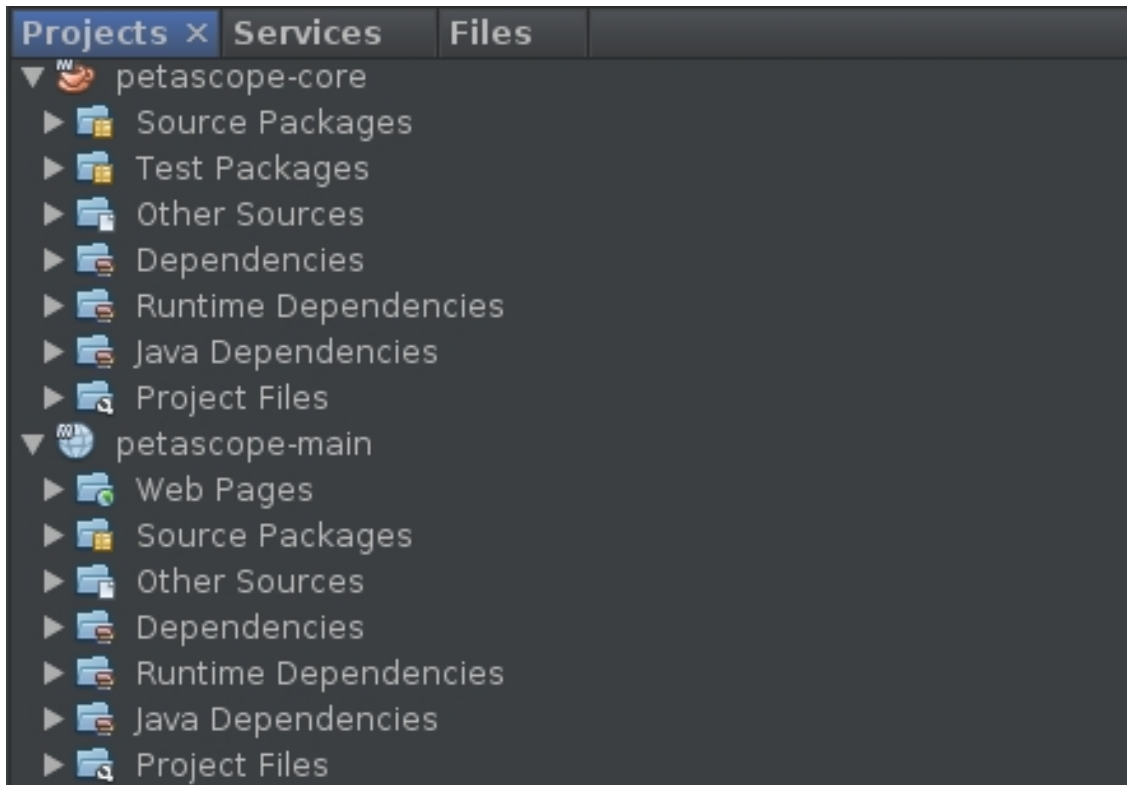 Projects × Services Files
petascope-core
Source Packages
Test Packages
Other Sources
Dependencies
Runtime Dependencies
Java Dependencies
Project Files
petascope-main
Web Pages
Source Packages
Other Sources
Dependencies
Runtime Dependencies
Java Dependencies
Project Files